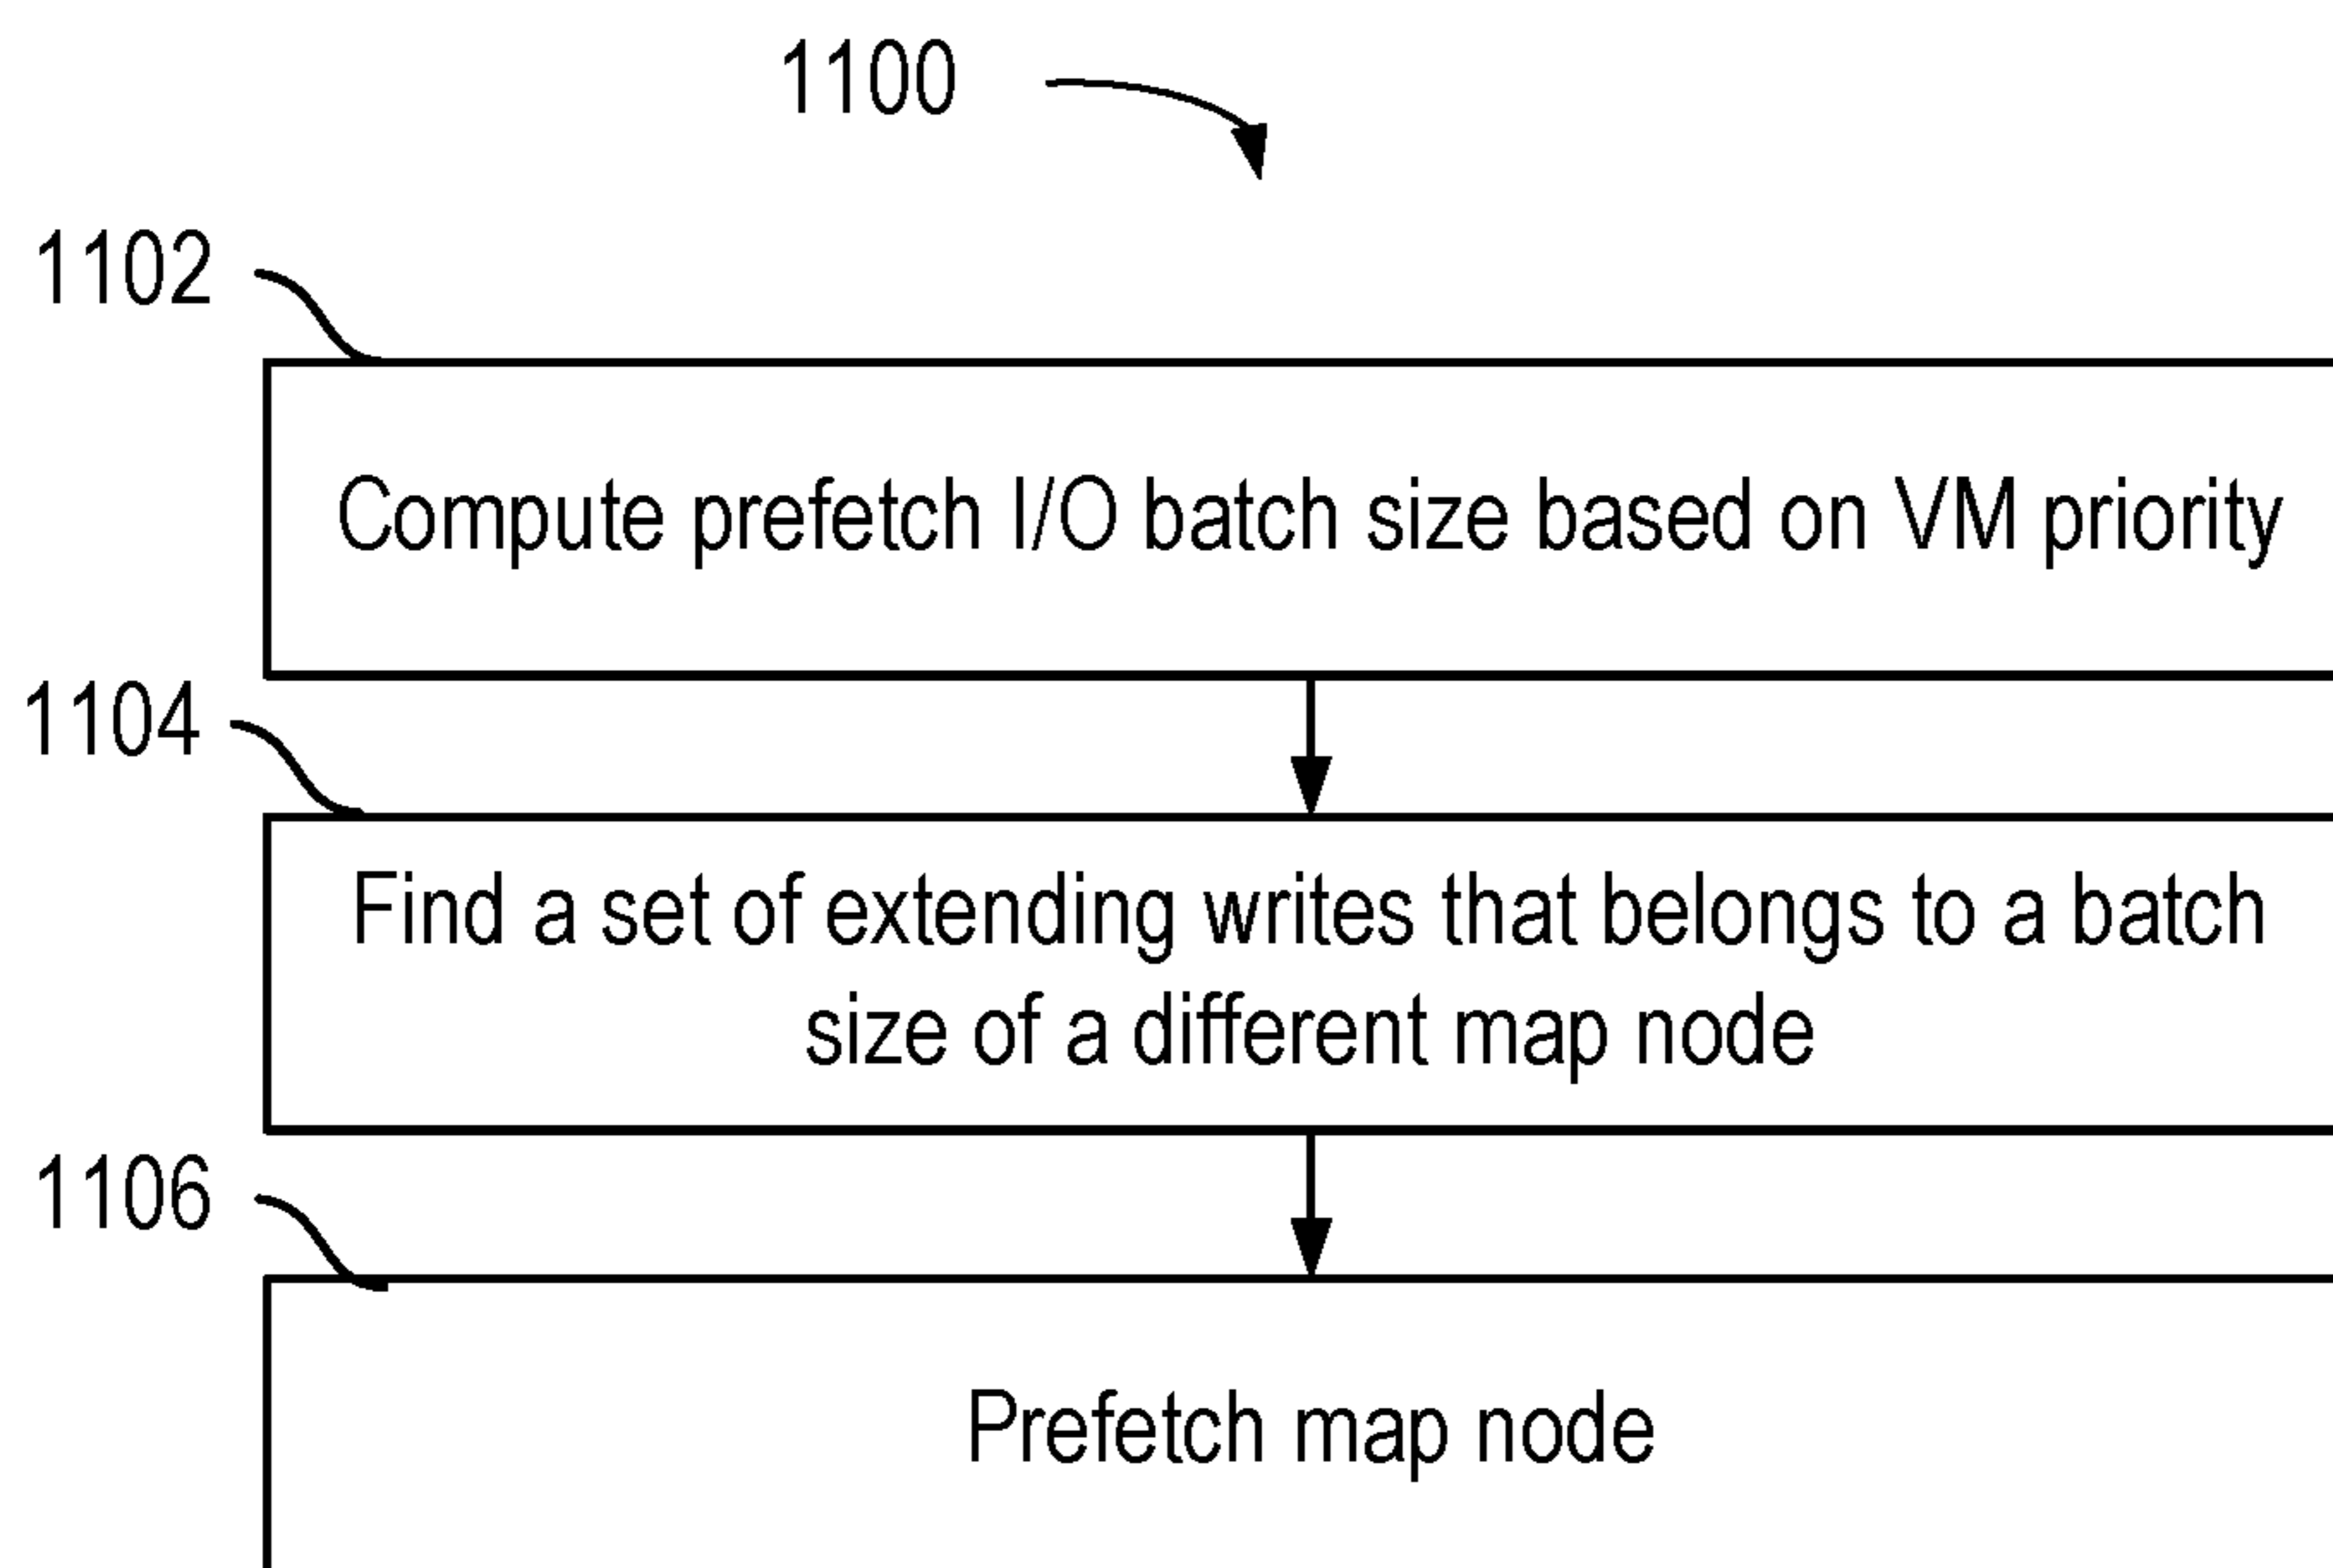 1100
1102
Compute prefetch I/O batch size based on VM priority
1104
Find a set of extending writes that belongs to a batch
size of a different map node
1106
Prefetch map node